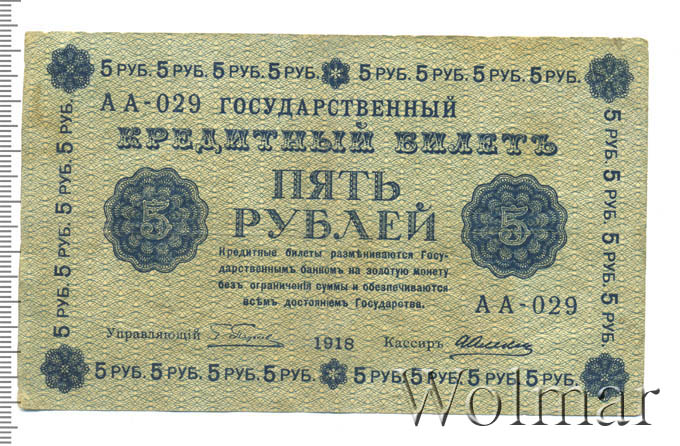 5 РУБ. 5 РУБ. 5 РУБ. 5 РУБ. 5 РУБ. 5 РУБ. 5 РУБ. 5 РУБ.
АА-029 ГОСУДАРСТВЕННЫЙ
КРЕДИТНЫЙ БИЛЕТЪ
ПЯТЬ
РУБЛЕЙ
5
5
Кредитные билеты размѣниваются Госу-
дарственнымъ банкомъ на золотую монету
безъ ограниченія суммы и обезпечиваются
всѣмъ достояніемъ Государства.
АА-029
Управляющій
1918
Кассиръ
5 РУБ. 5 РУБ. 5 РУБ. 5 РУБ.
5 РУБ. 5 РУБ. 5 РУБ. 5 РУБ.
5 РУБ. 5 РУБ. 5 РУБ. 5 РУБ. 5 РУБ. 5 РУБ. 5 РУБ. 5 РУБ.
Wolmar